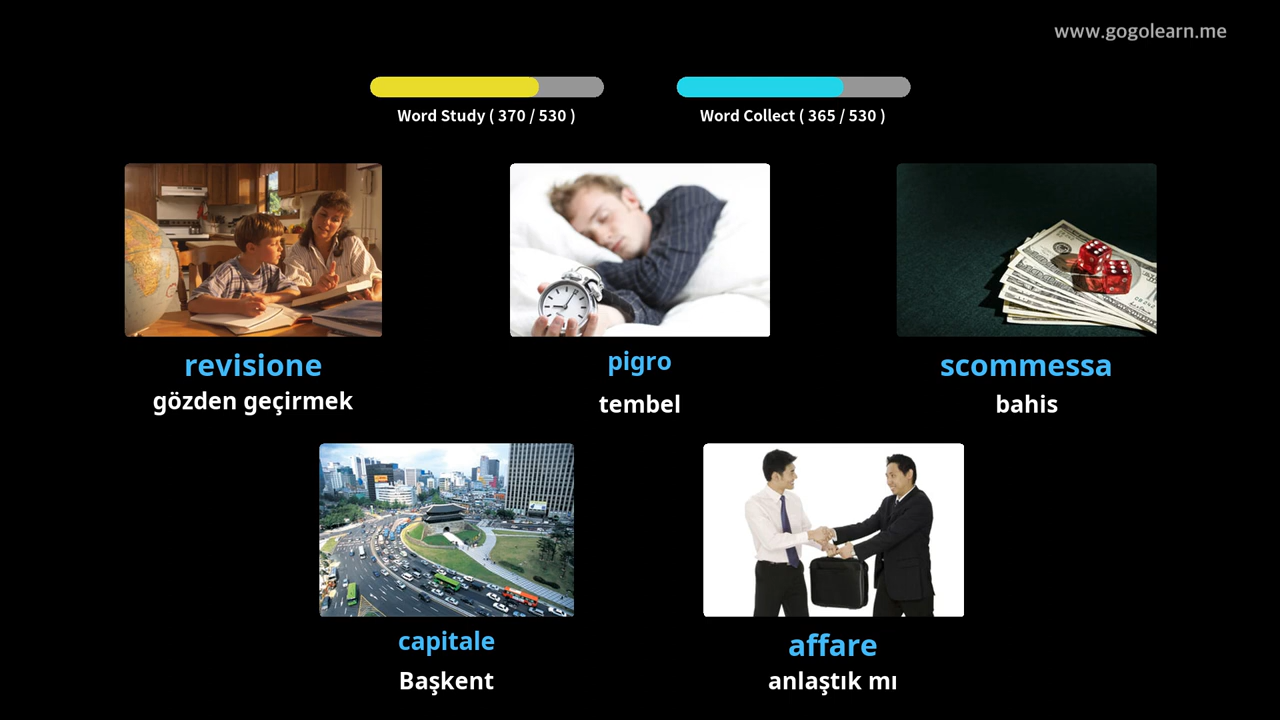 www.gogolearn.me
Word Study ( 370 / 530 )
Word Collect ( 365 / 530 )
revisione
gözden geçirmek
pigro
tembel
scommessa
bahis
capitale
Başkent
affare
anlaştık mı